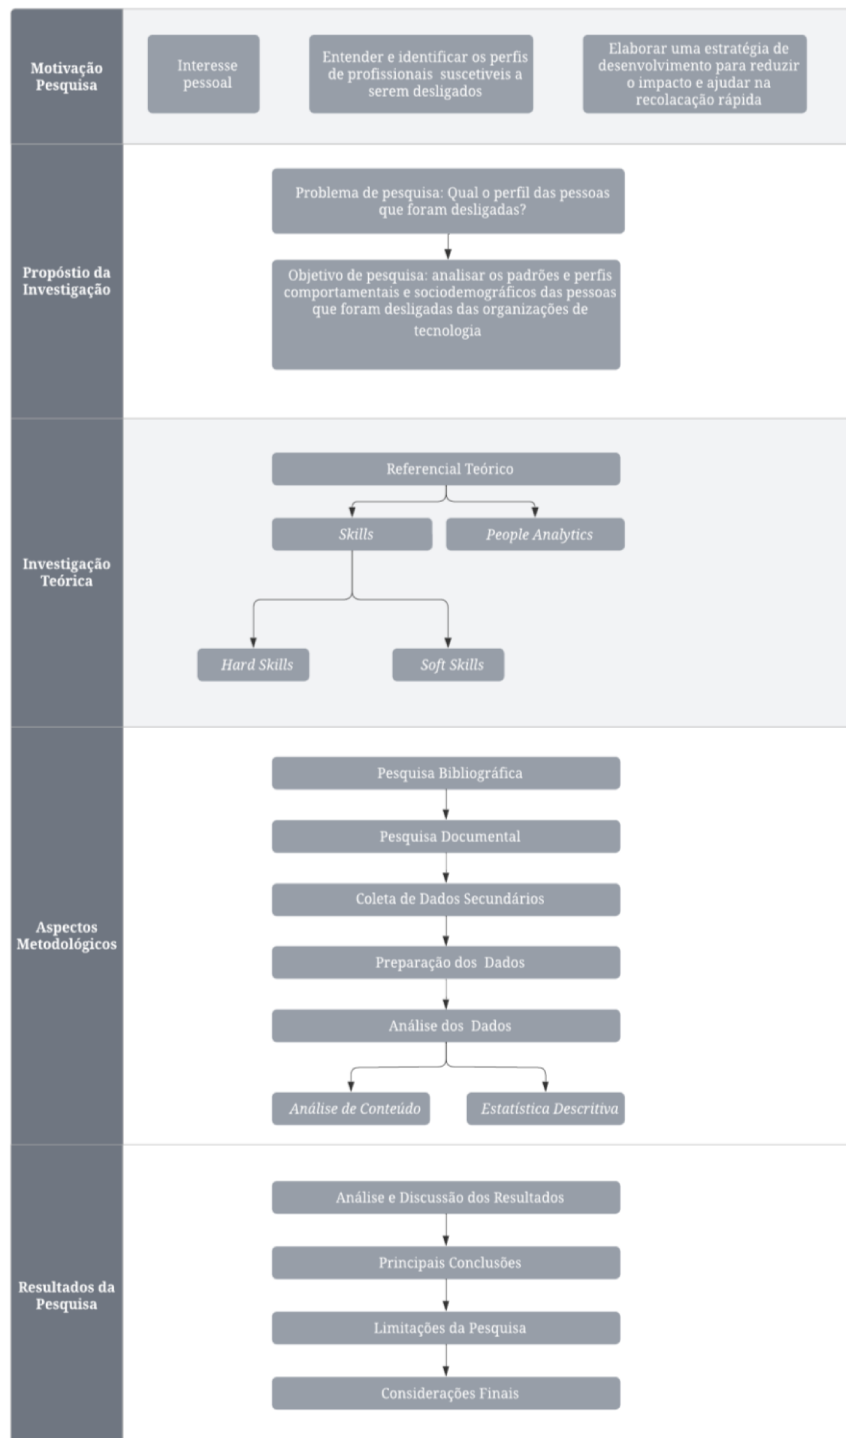 Motivação
Pesquisa
Interesse
pessoal
Entender e identificar os perfis
de profissionais suscetiveis a
serem desligados
Elaborar uma estratégia de
desenvolvimento para reduzir
o impacto e ajudar na
recolacação rápida
Propóstio da
Investigação
Problema de pesquisa: Qual o perfil das pessoas
que foram desligadas?
Objetivo de pesquisa: analisar os padrões e perfis
comportamentais e sociodemográficos das pessoas
que foram desligadas das organizações de
tecnologia
Investigação
Teórica
Referencial Teórico
Skills
People Analytics
Hard Skills
Soft Skills
Aspectos
Metodológicos
Pesquisa Bibliográfica
Pesquisa Documental
Coleta de Dados Secundários
Preparação dos Dados
Análise dos Dados
Análise de Conteúdo
Estatística Descritiva
Resultados da
Pesquisa
Análise e Discussão dos Resultados
Principais Conclusões
Limitações da Pesquisa
Considerações Finais